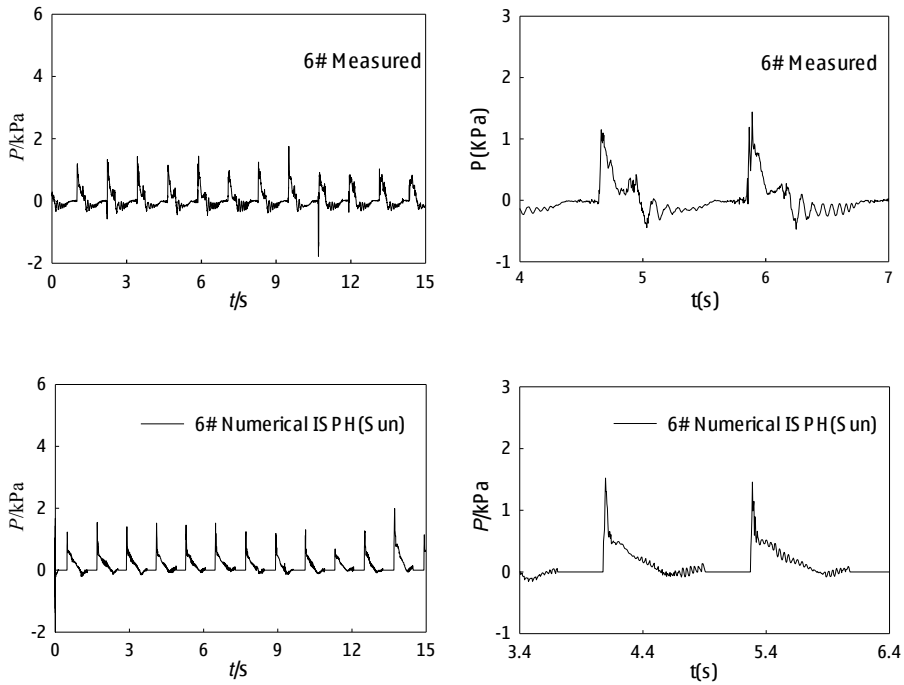 6
4
2
0
-2
P/kPa
6# Measured
0 3 6 9 12 15
t/s
3
2
1
0
-1
P(KPa)
6# Measured
4 5 6 7
t(s)
6
4
2
0
-2
P/kPa
6# Numerical ISPH(Sun)
0 3 6 9 12 15
t/s
3
2
1
0
-1
P/kPa
6# Numerical ISPH(Sun)
3.4 4.4 5.4 6.4
t(s)